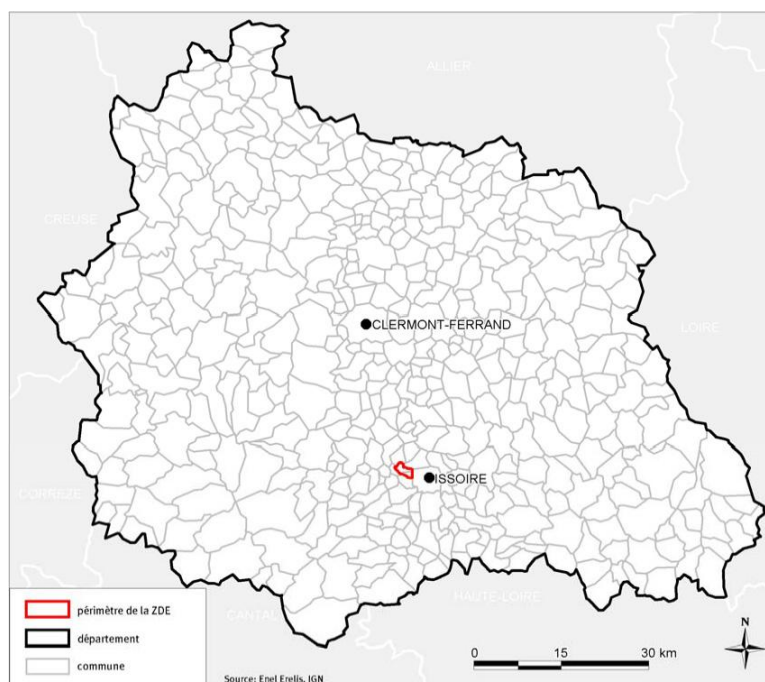 ALLIER
CREUSE
CLERMONT-FERRAND
LOIRE
ISSOIRE
CORRÈZE
HAUTE-LOIRE
CANTAL
périmètre de la ZDE
département
commune
N
0 15 30 km
Source: Enel Erelis, IGN